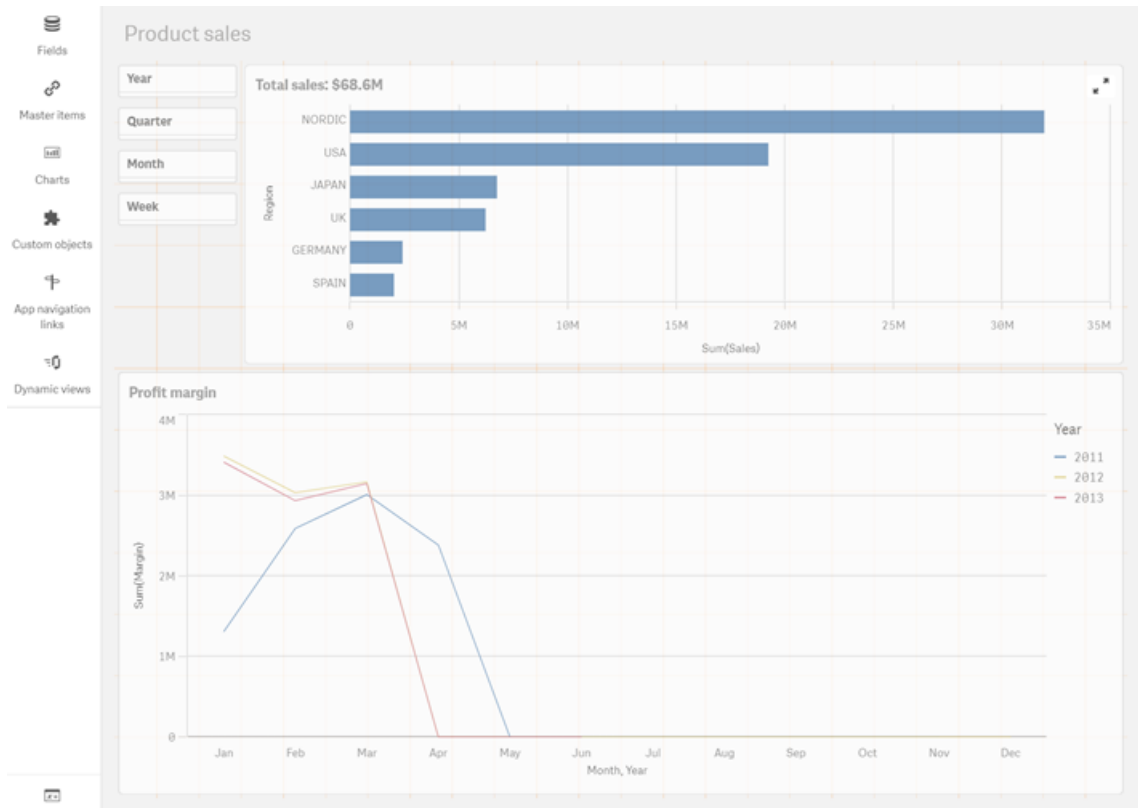 Fields
Master items
Charts
Custom objects
App navigation
links
Dynamic views
Product sales
Year
Quarter
Month
Week
Total sales: $68.6M
Region
NORDIC
USA
JAPAN
UK
GERMANY
SPAIN
0 5M 10M 15M 20M 25M 30M 35M
Sum(Sales)
Profit margin
Sum(Margin)
4M
3M
2M
1M
0
Jan Feb Mar Apr May Jun Jul Aug Sep Oct Nov Dec
Month, Year
Year
2011
2012
2013